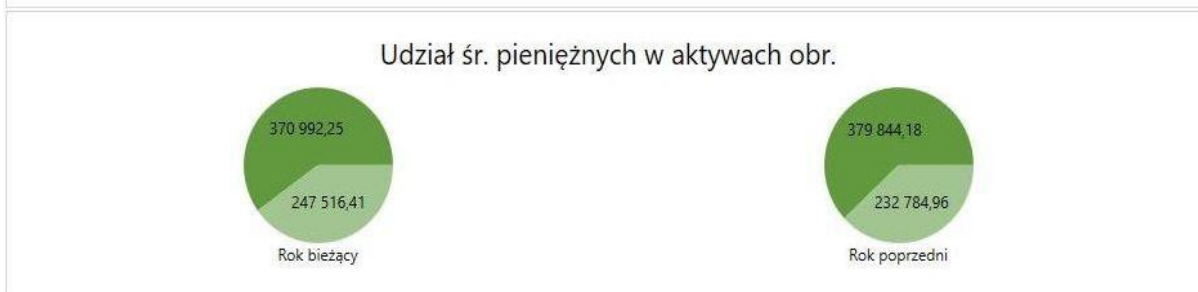 Udział śr. pieniężnych w aktywach obr.
370 992,25
247 516,41
Rok bieżący
379 844,18
232 784,96
Rok poprzedni